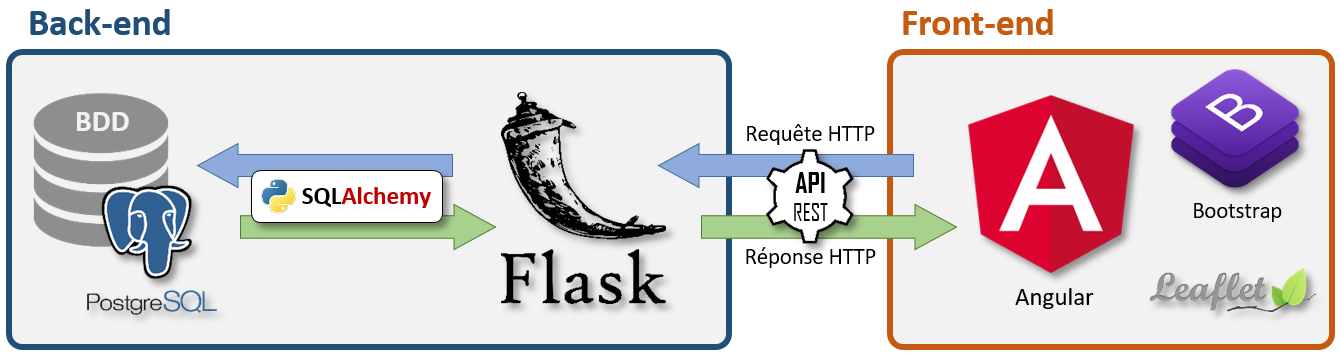 Back-end
Front-end
BDD
PostgreSQL
SQLAlchemy
Flask
Requête HTTP
API
REST
Réponse HTTP
A
Angular
B
Bootstrap
Leaflet